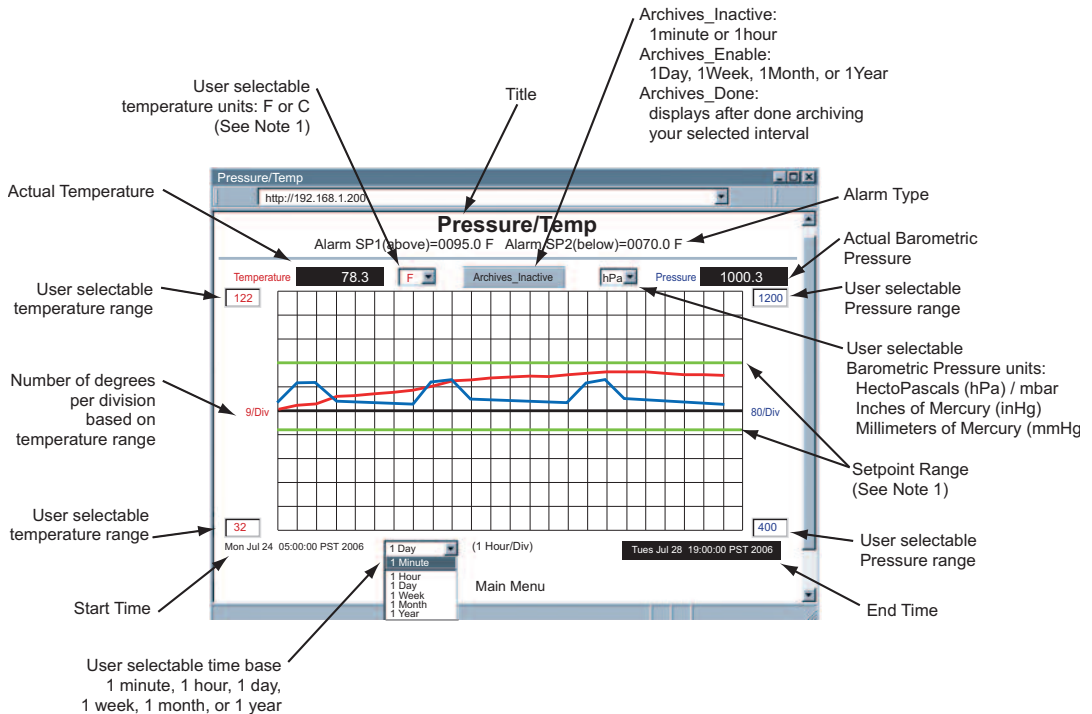 Archives_Inactive:
1minute or 1hour
Archives_Enable:
1Day, 1Week, 1Month, or 1Year
Archives_Done:
displays after done archiving
your selected interval
User selectable
temperature units: F or C
(See Note 1)
Title
Actual Temperature
Alarm Type
Actual Barometric
Pressure
User selectable
temperature range
User selectable
Pressure range
User selectable
Barometric Pressure units:
HectoPascals (hPa) / mbar
Inches of Mercury (inHg)
Millimeters of Mercury (mmHg
Number of degrees
per division
based on
temperature range
Setpoint Range
(See Note 1)
User selectable
temperature range
User selectable
Pressure range
Start Time
End Time
User selectable time base
1 minute, 1 hour, 1 day,
1 week, 1 month, or 1 year
Pressure/Temp
http://192.168.1.200
Pressure/Temp
Alarm SP1(above)=0095.0 F Alarm SP2(below)=0070.0 F
Temperature 78.3 F Archives_Inactive hPa Pressure 1000.3
122 1200
9/Div 80/Div
32 400
Mon Jul 24 05:00:00 PST 2006 1 Day (1 Hour/Div) Tues Jul 28 19:00:00 PST 2006
1 Minute
1 Hour
1 Day
1 Week
1 Month
1 Year
Main Menu